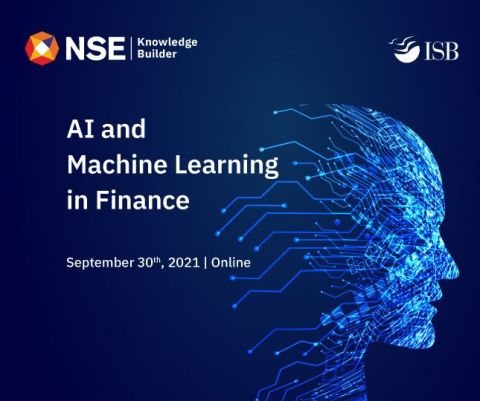 NSE
Knowledge
Builder
ISB
AI and
Machine Learning
in Finance
September 30th, 2021 | Online